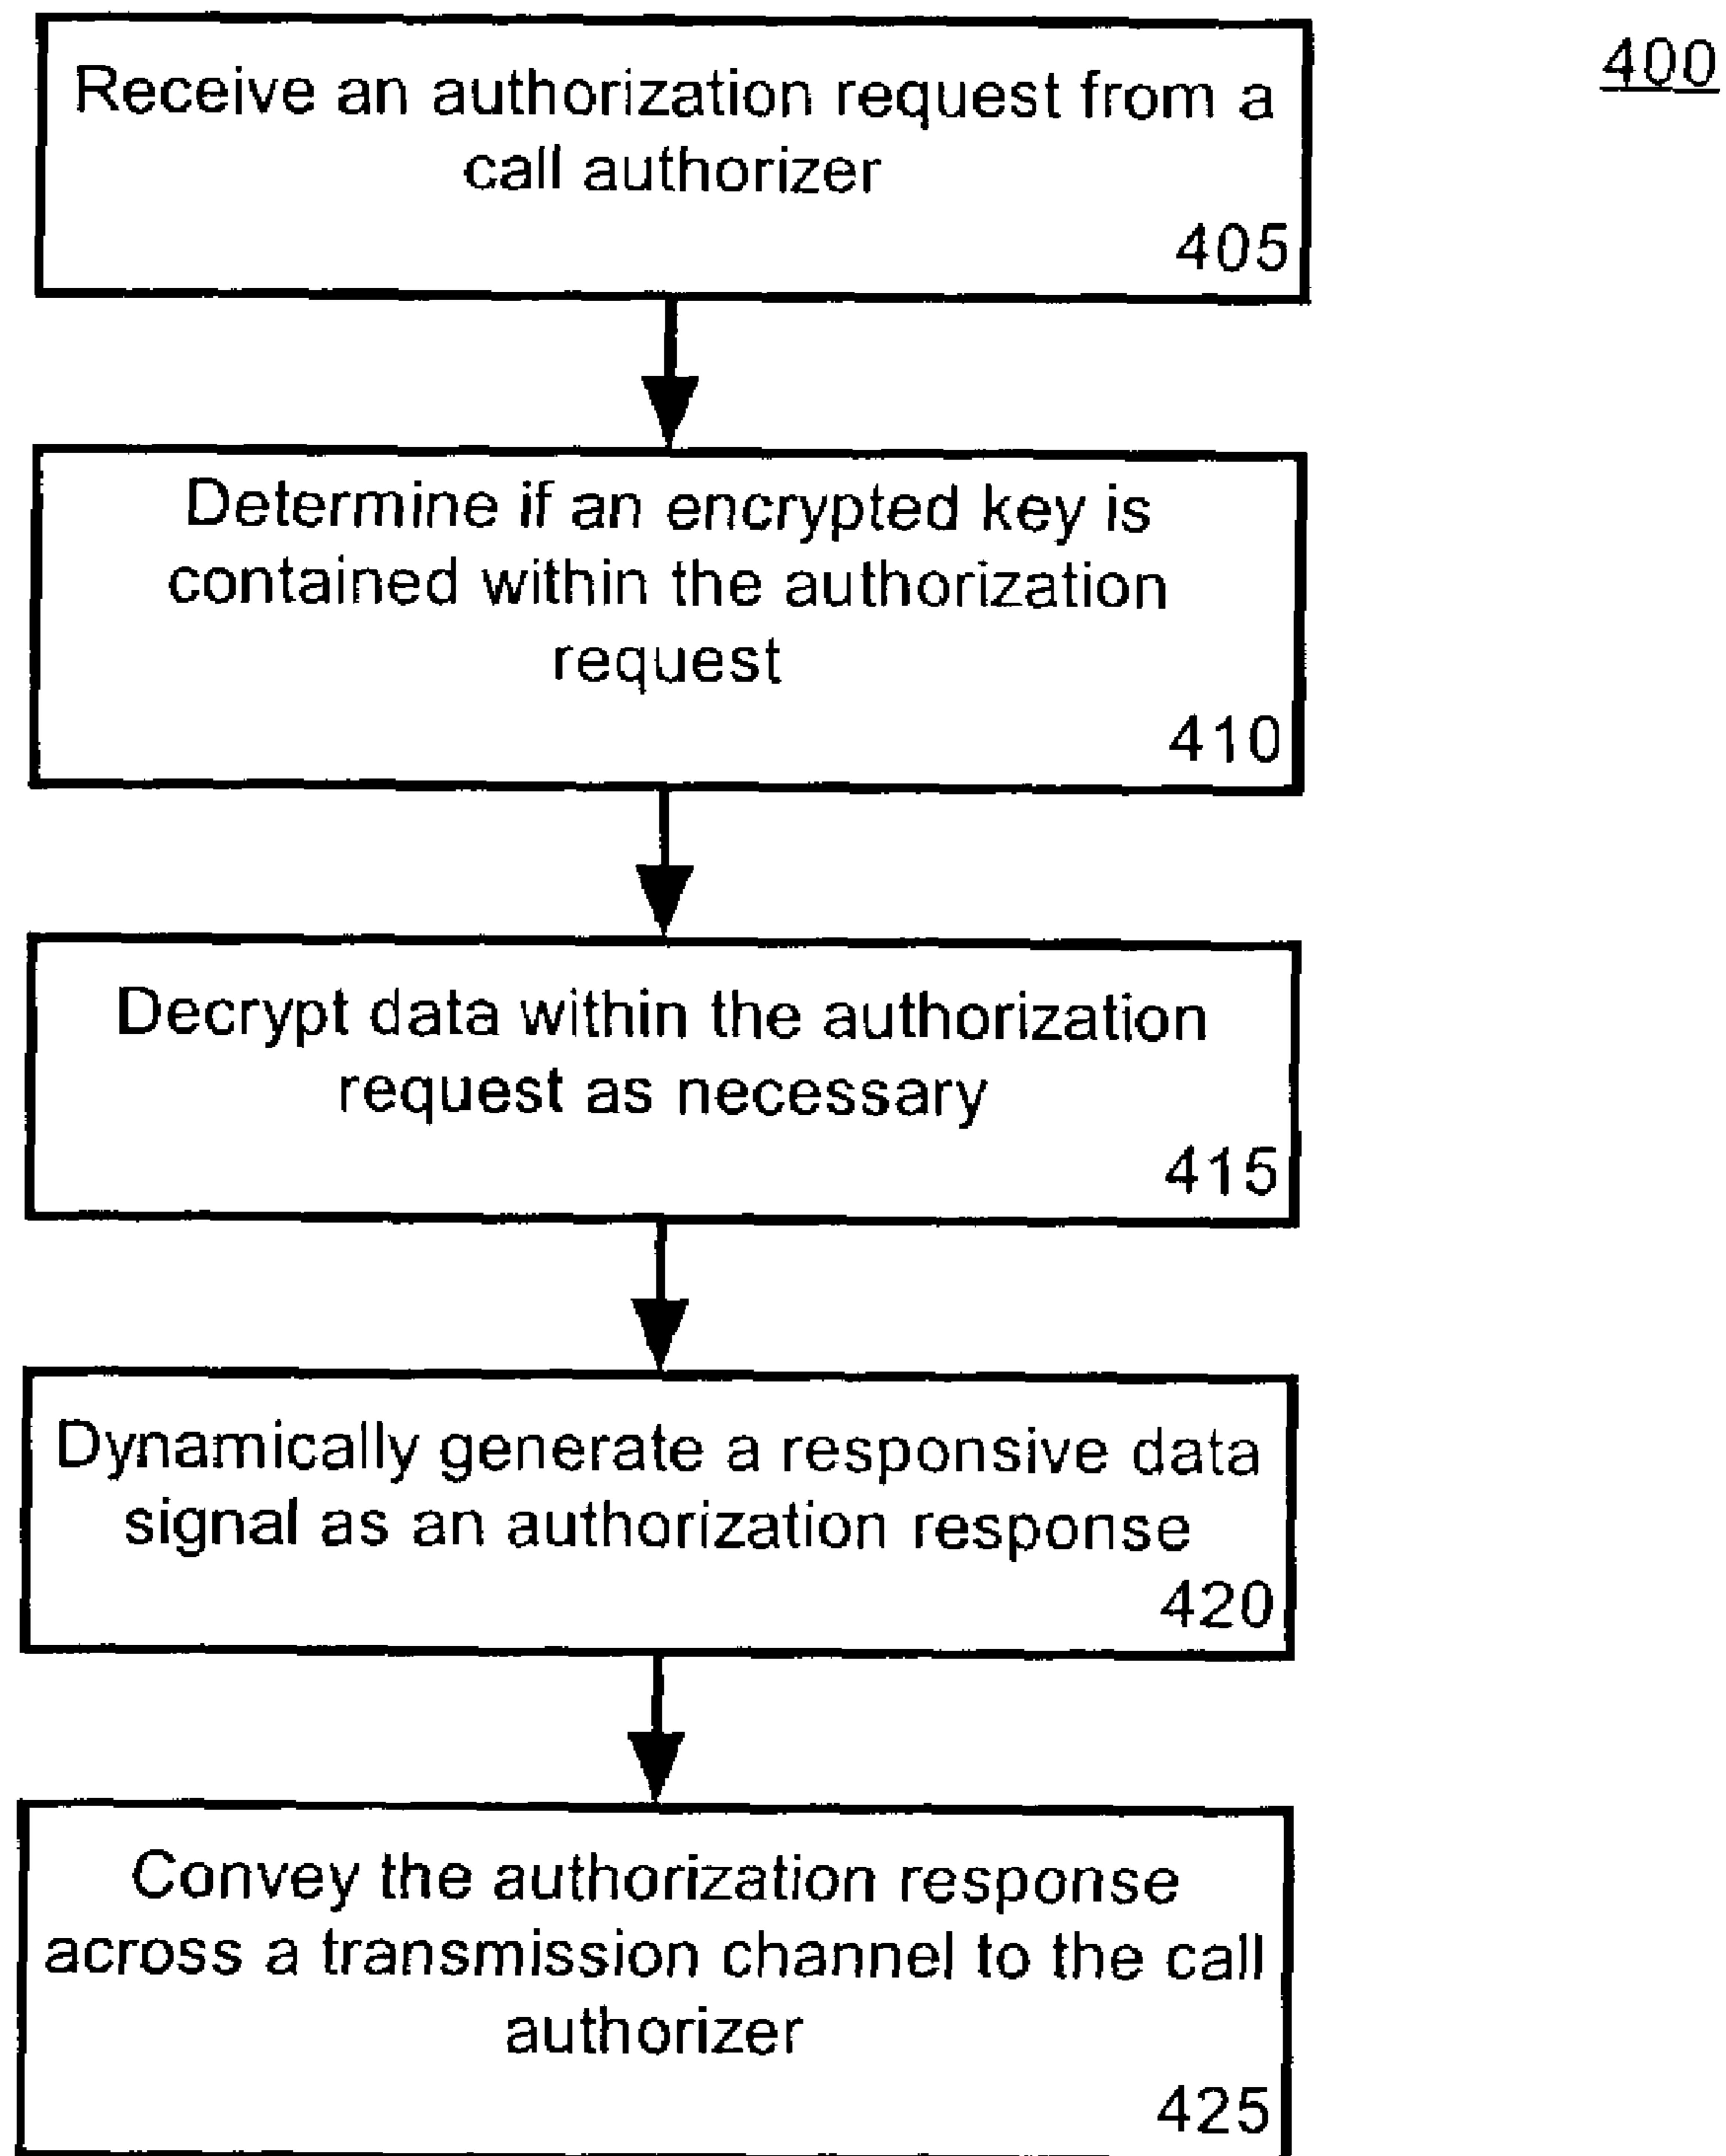 400
Receive an authorization request from a
call authorizer
405
Determine if an encrypted key is
contained within the authorization
request
410
Decrypt data within the authorization
request as necessary
415
Dynamically generate a responsive data
signal as an authorization response
420
Convey the authorization response
across a transmission channel to the call
authorizer
425